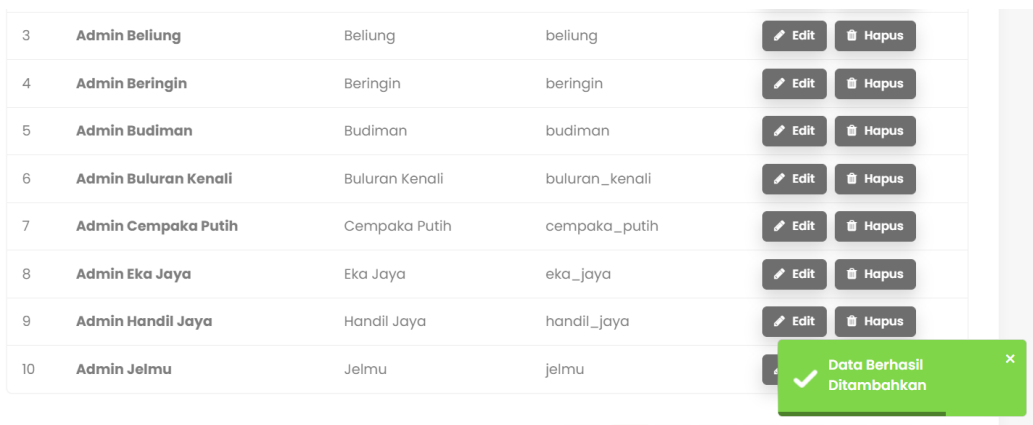 3 Admin Beliung Beliung beliung Edit Hapus
4 Admin Beringin Beringin beringin Edit Hapus
5 Admin Budiman Budiman budiman Edit Hapus
6 Admin Buluran Kenali Buluran Kenali buluran_kenali Edit Hapus
7 Admin Cempaka Putih Cempaka Putih cempaka_putih Edit Hapus
8 Admin Eka Jaya Eka Jaya eka_jaya Edit Hapus
9 Admin Handil Jaya Handil Jaya handil_jaya Edit Hapus
10 Admin Jelmu Jelmu jelmu
Data Berhasil
Ditambahkan
×